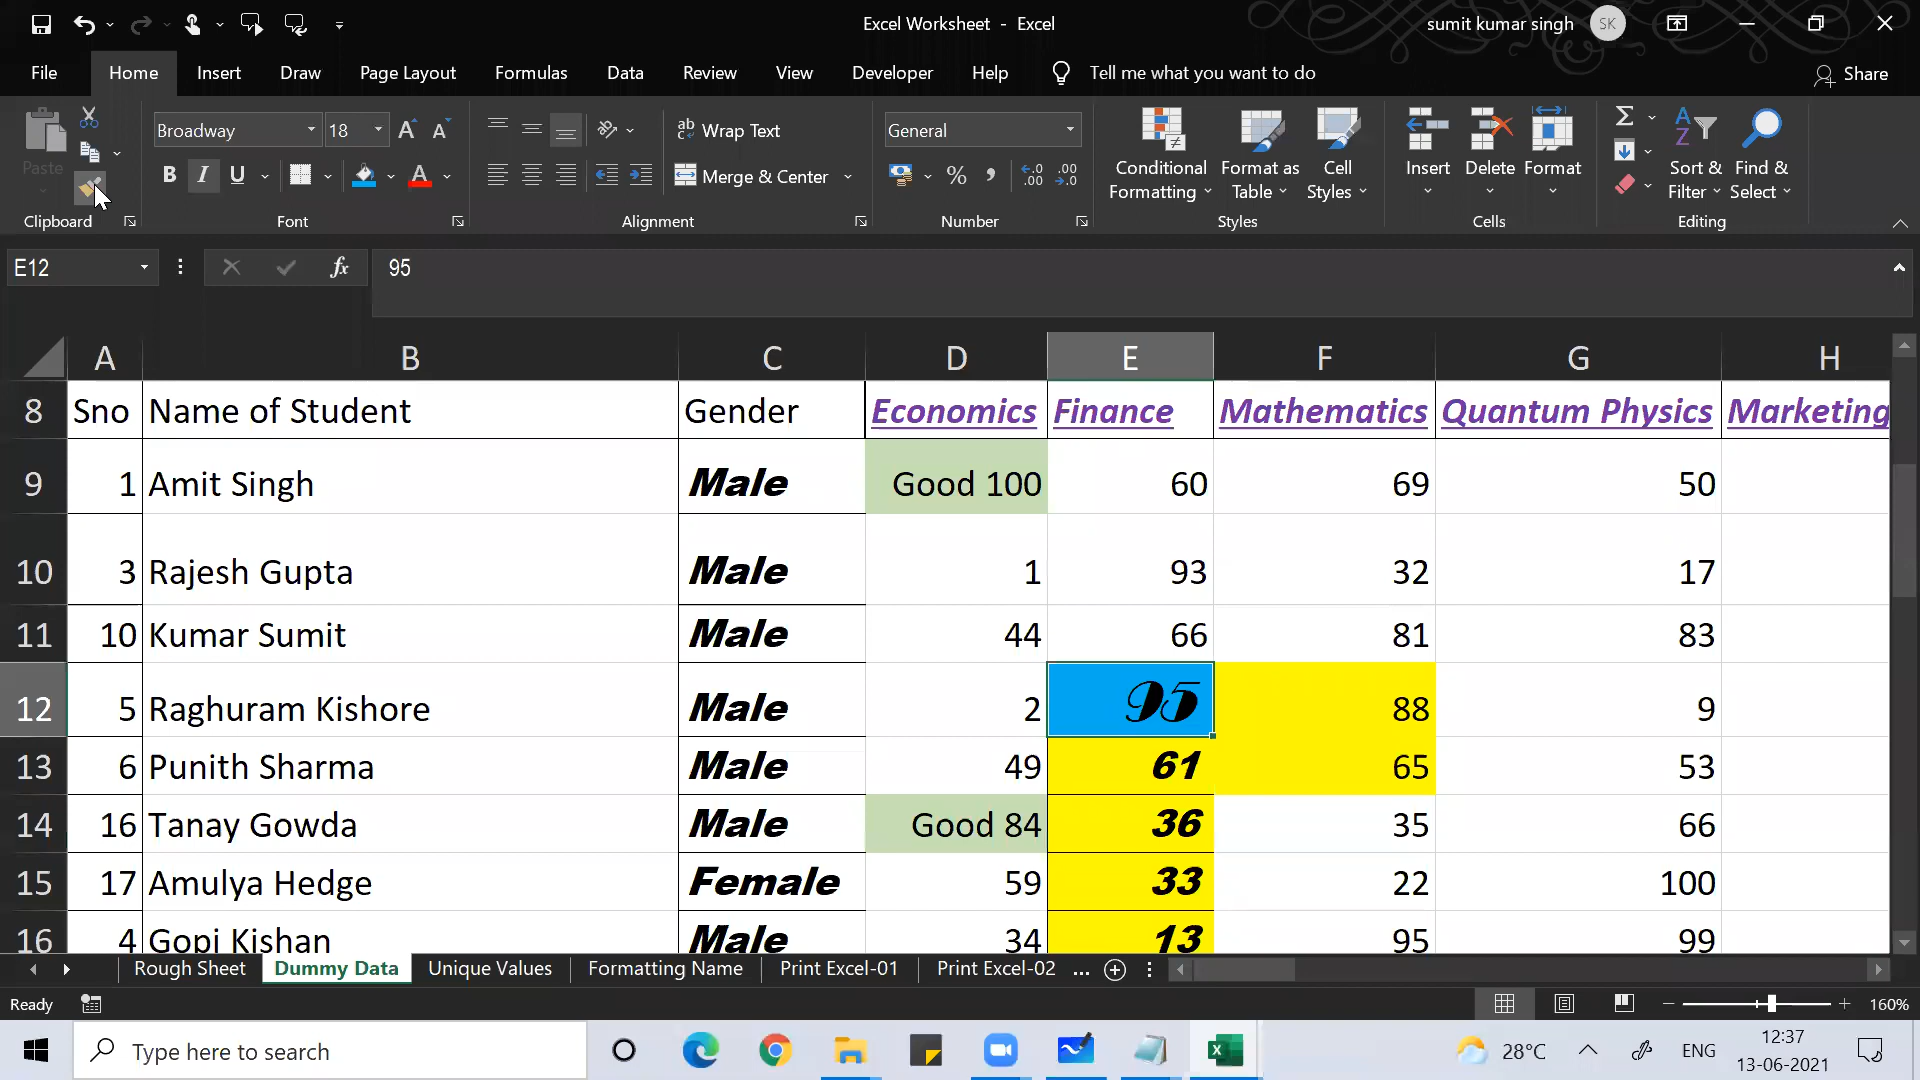 Excel Worksheet - Excel
sumit kumar singh SK
File Home Insert Draw Page Layout Formulas Data Review View Developer Help Tell me what you want to do Share
Paste
Clipboard
Broadway 18
B I U A
Font
ab Wrap Text
Merge & Center
Alignment
General
%
Number
Conditional Formatting
Format as Table
Cell Styles
Styles
Insert Delete Format
Cells
Sort & Filter
Find & Select
Editing
E12 fx 95
A B C D E F G H
8 Sno Name of Student Gender Economics Finance Mathematics Quantum Physics Marketing
9 1 Amit Singh Male Good 100 60 69 50
10 3 Rajesh Gupta Male 1 93 32 17
11 10 Kumar Sumit Male 44 66 81 83
12 5 Raghuram Kishore Male 2 95 88 9
13 6 Punith Sharma Male 49 61 65 53
14 16 Tanay Gowda Male Good 84 36 35 66
15 17 Amulya Hedge Female 59 33 22 100
16 4 Gopi Kishan Male 34 13 95 99
Rough Sheet Dummy Data Unique Values Formatting Name Print Excel-01 Print Excel-02 ...
Ready 160%
Type here to search 28°C ENG 12:37
13-06-2021